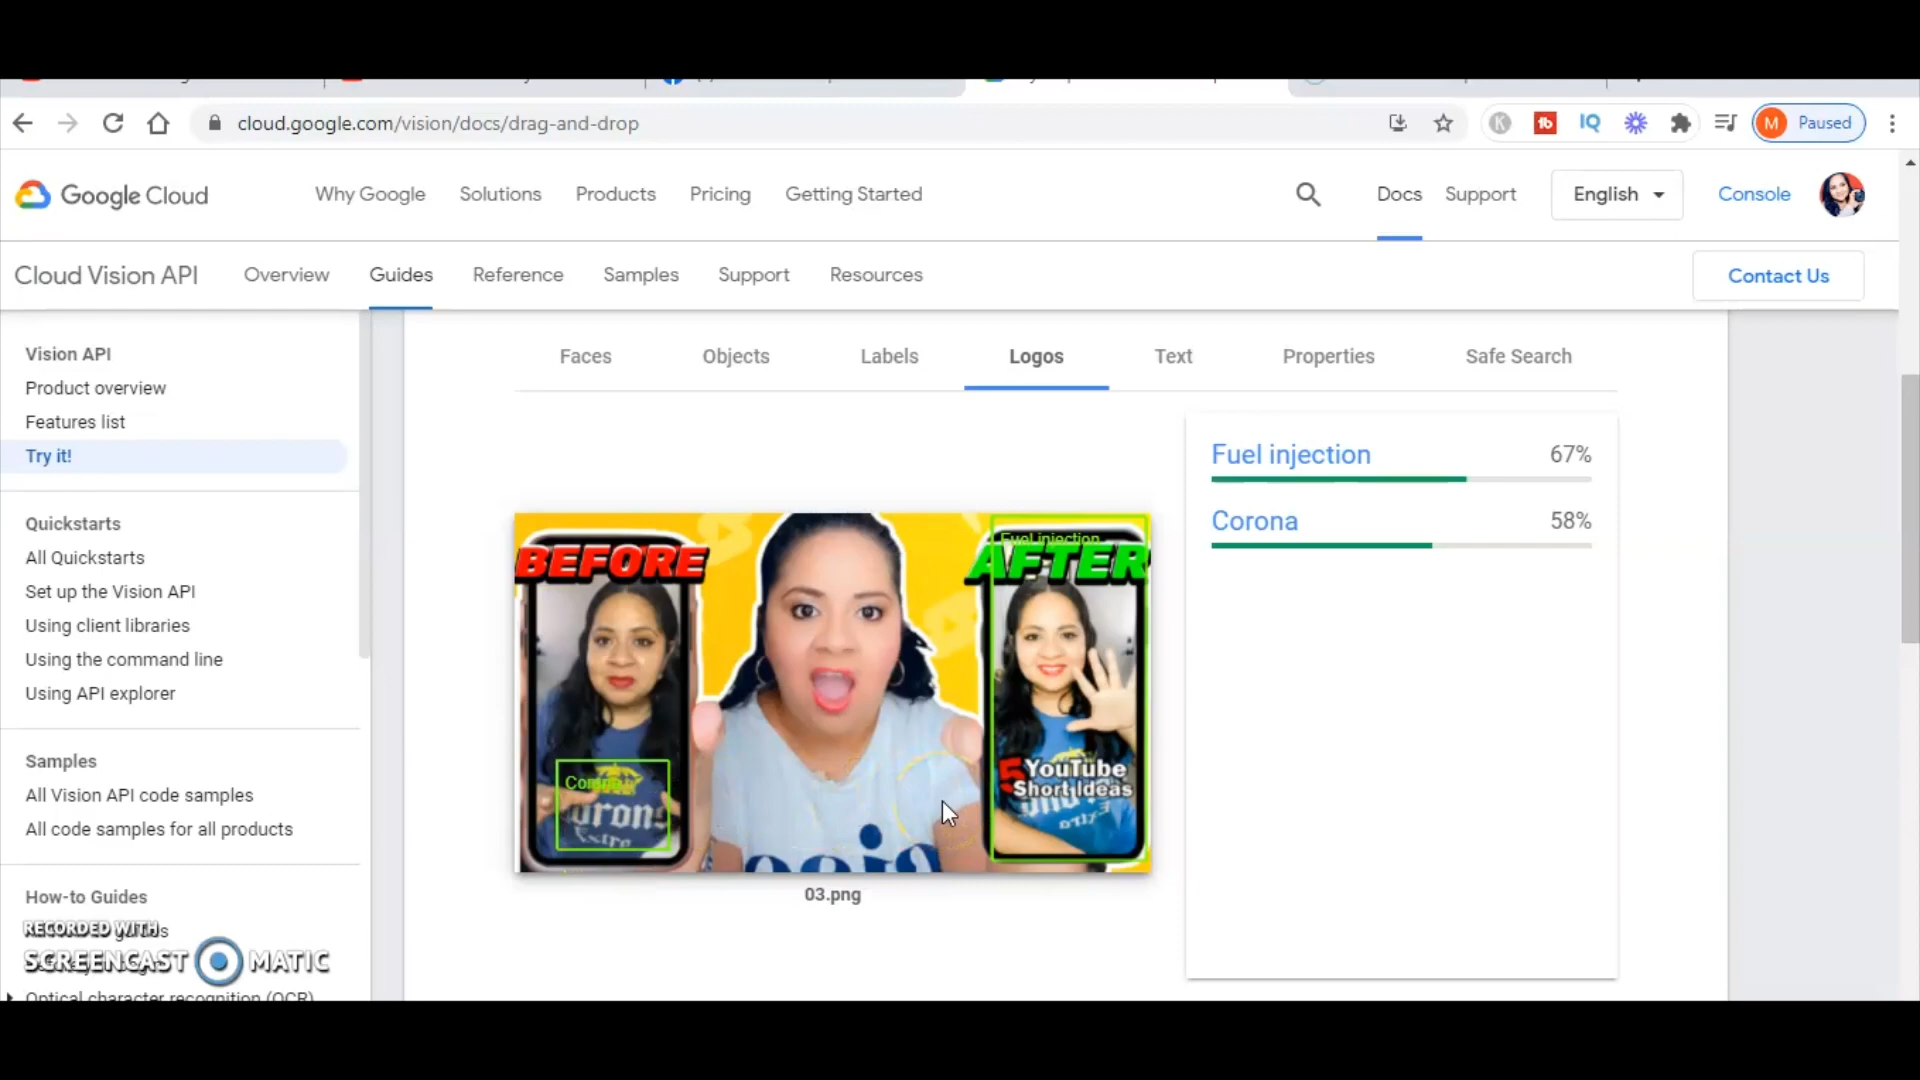 cloud.google.com/vision/docs/drag-and-drop
M Paused
Google Cloud
Why Google Solutions Products Pricing Getting Started
Docs Support English Console
Cloud Vision API Overview Guides Reference Samples Support Resources
Contact Us
Vision API
Product overview
Features list
Try it!
Quickstarts
All Quickstarts
Set up the Vision API
Using client libraries
Using the command line
Using API explorer
Samples
All Vision API code samples
All code samples for all products
How-to Guides
RECORDED WITH
SCREENCAST MATIC
Optical character recognition (OCR)
Faces Objects Labels Logos Text Properties Safe Search
BEFORE
Fuel injection
AFTER
5 YouTube
Short Ideas
03.png
Fuel injection 67%
Corona 58%